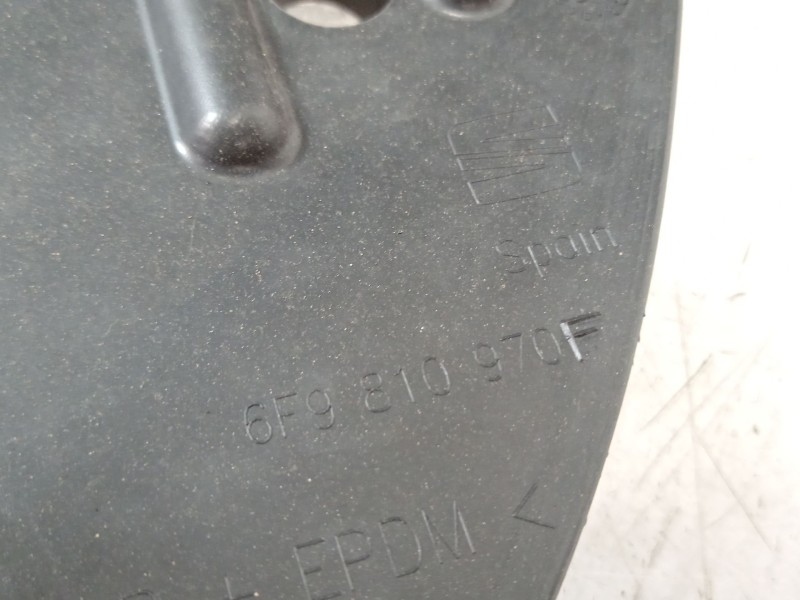 Spain
6F9 810 970F
+ EPDM <